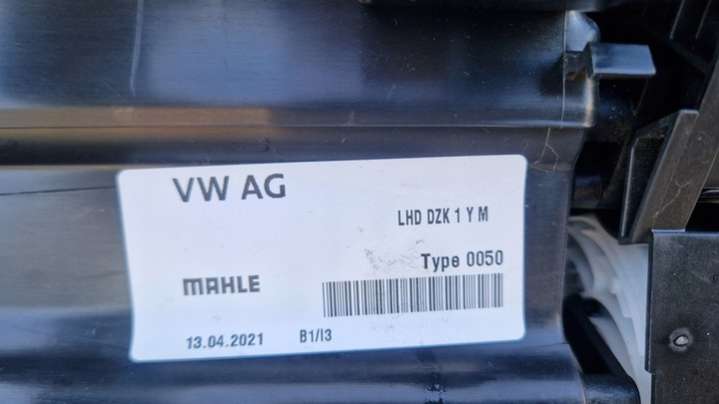 VW AG
LHD DZK 1 Y M
Type 0050
MAHLE
13.04.2021 B1/I3